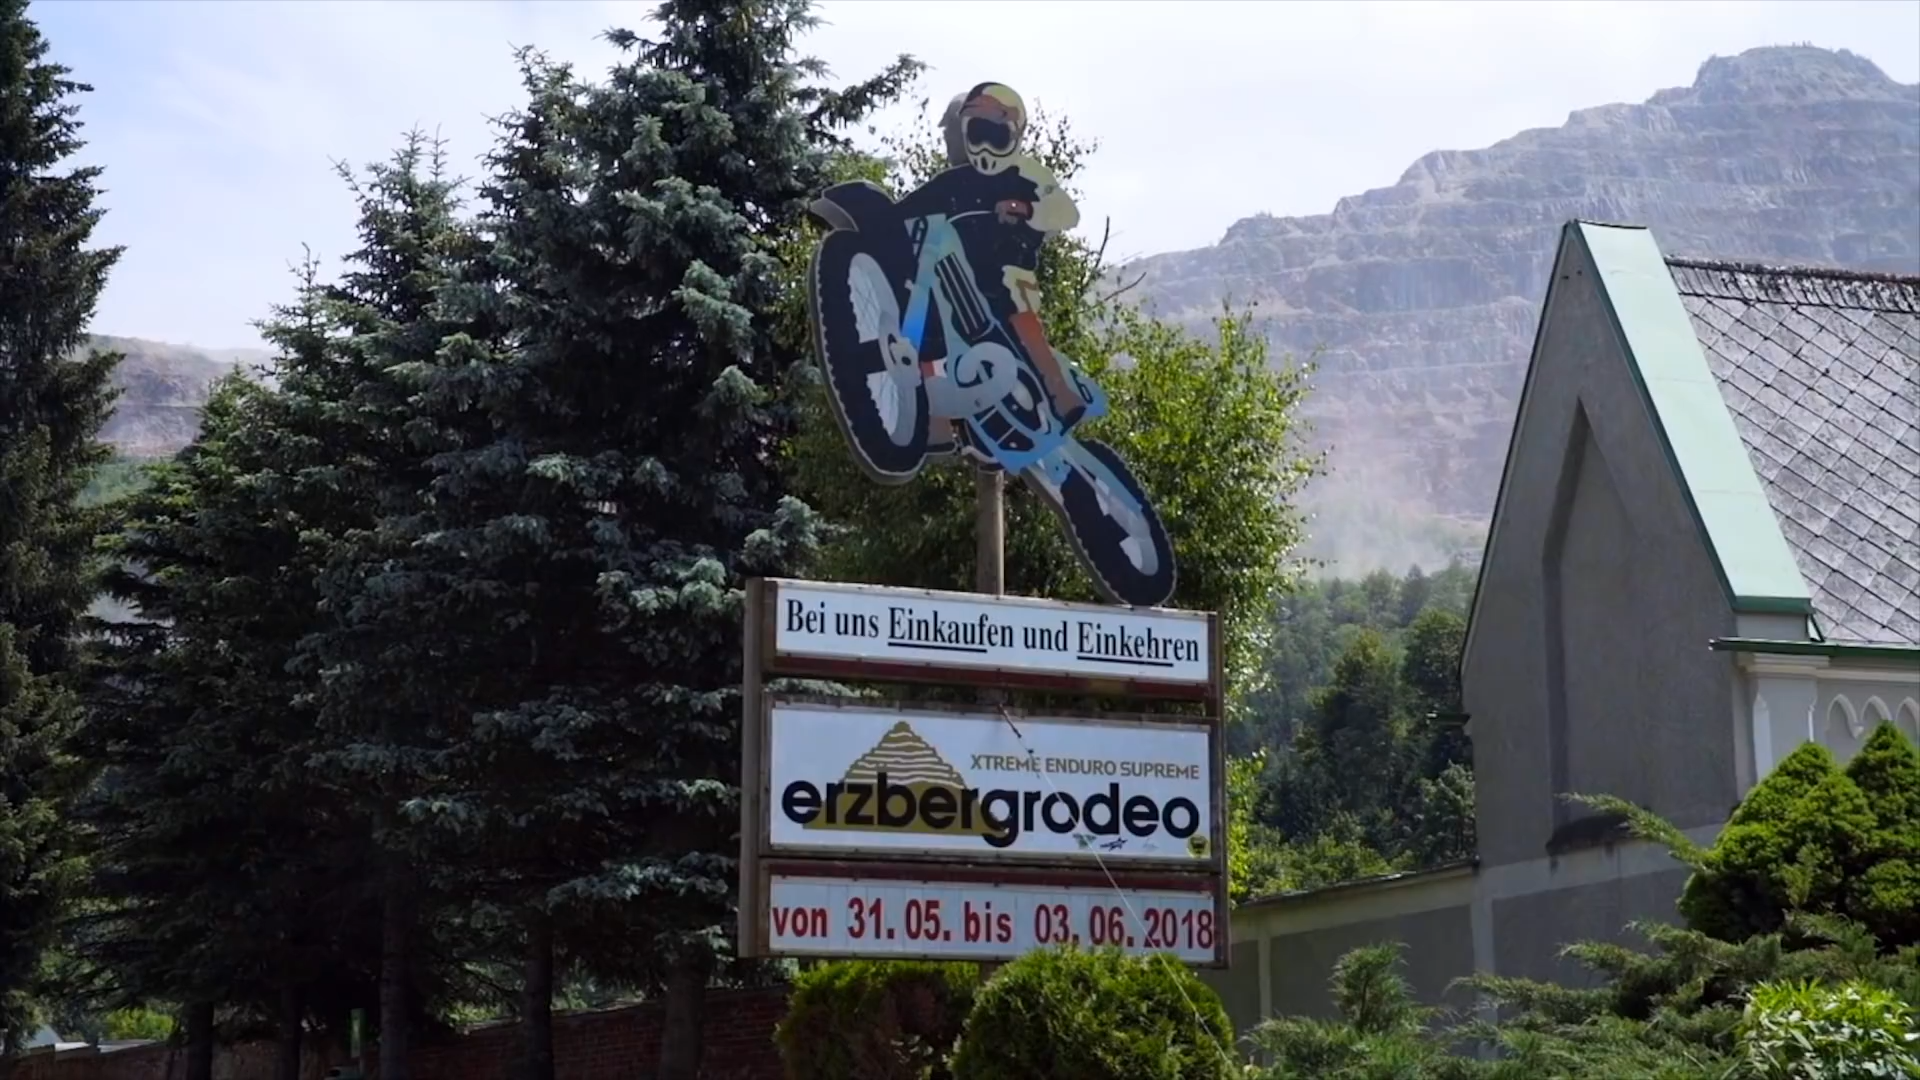 Bei uns Einkaufen und Einkehren
XTREME ENDURO SUPREME
erzbergrodeo
von 31.05. bis 03.06.2018